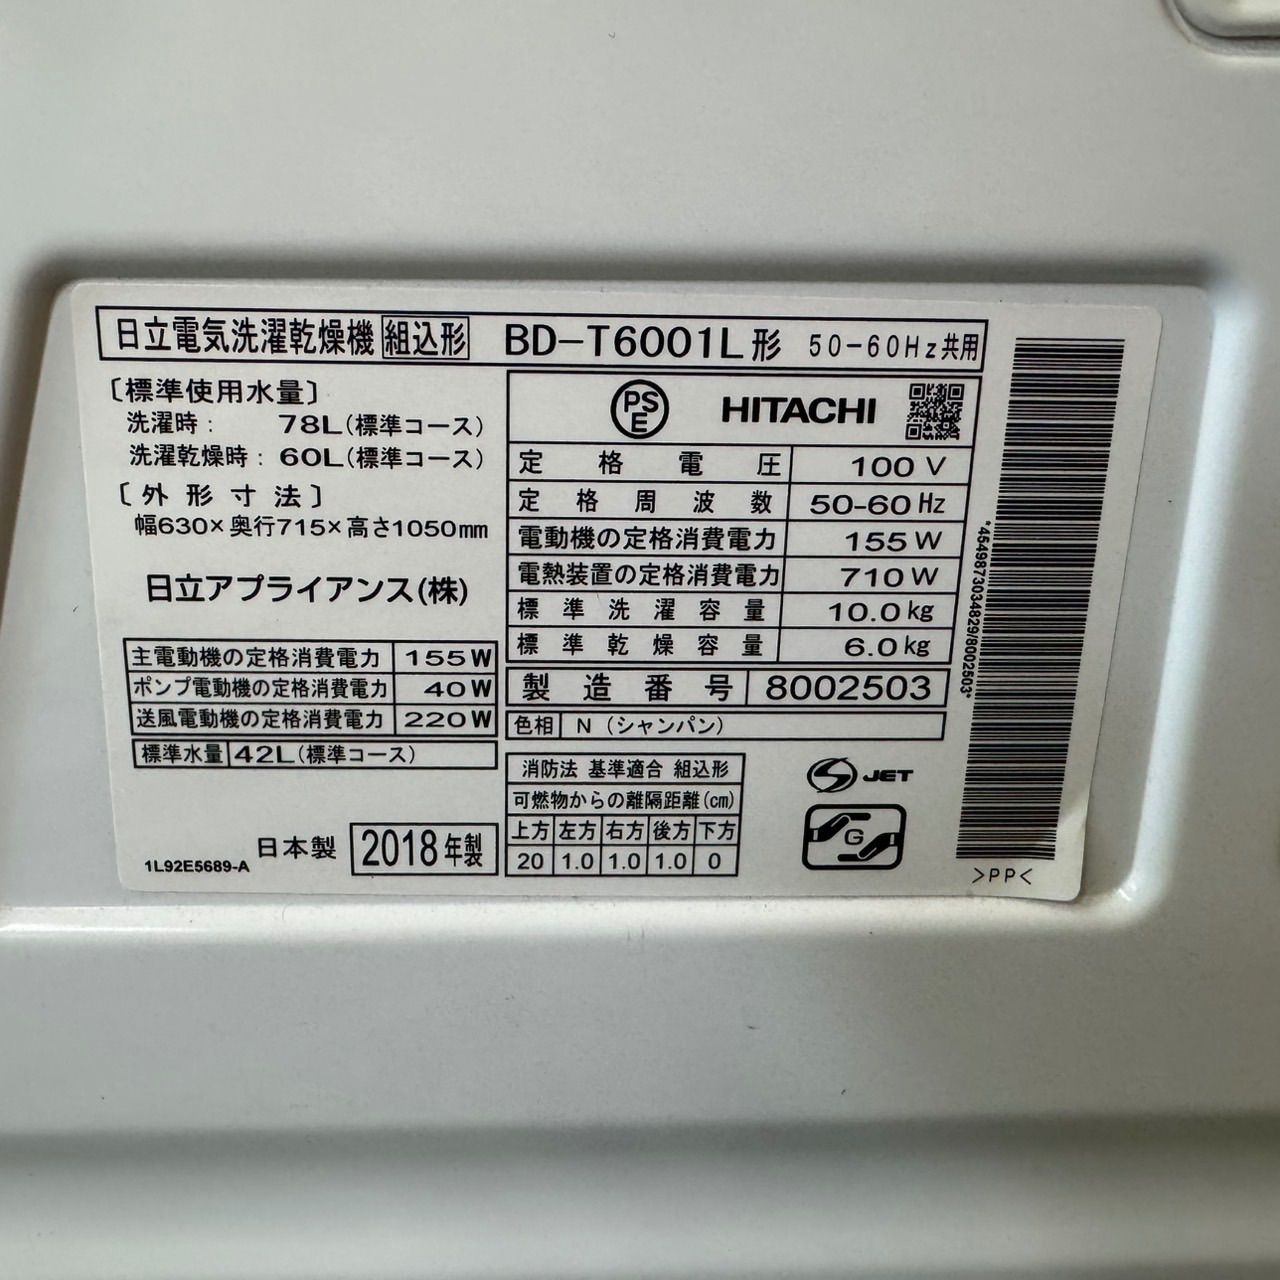 日立電気洗濯乾燥機 組込形 BD-T6001L形 50-60Hz共用
〔標準使用水量〕
洗濯時： 78L(標準コース)
洗濯乾燥時：60L(標準コース)
〔外形寸法〕
幅630×奥行715×高さ1050mm
日立アプライアンス(株)
主電動機の定格消費電力 155W
ポンプ電動機の定格消費電力 40W
送風電動機の定格消費電力 220W
標準水量 42L(標準コース)
日本製 2018年製
1L92E5689-A
PSE HITACHI
定格電圧 100V
定格周波数 50-60Hz
電動機の定格消費電力 155W
電熱装置の定格消費電力 710W
標準洗濯容量 10.0kg
標準乾燥容量 6.0kg
製造番号 8002503
色相 N（シャンパン）
消防法 基準適合 組込形
可燃物からの離隔距離(cm)
上方 左方 右方 後方 下方
20 1.0 1.0 1.0 0
S JET
G
*4549873034829/8002503*
>PP<